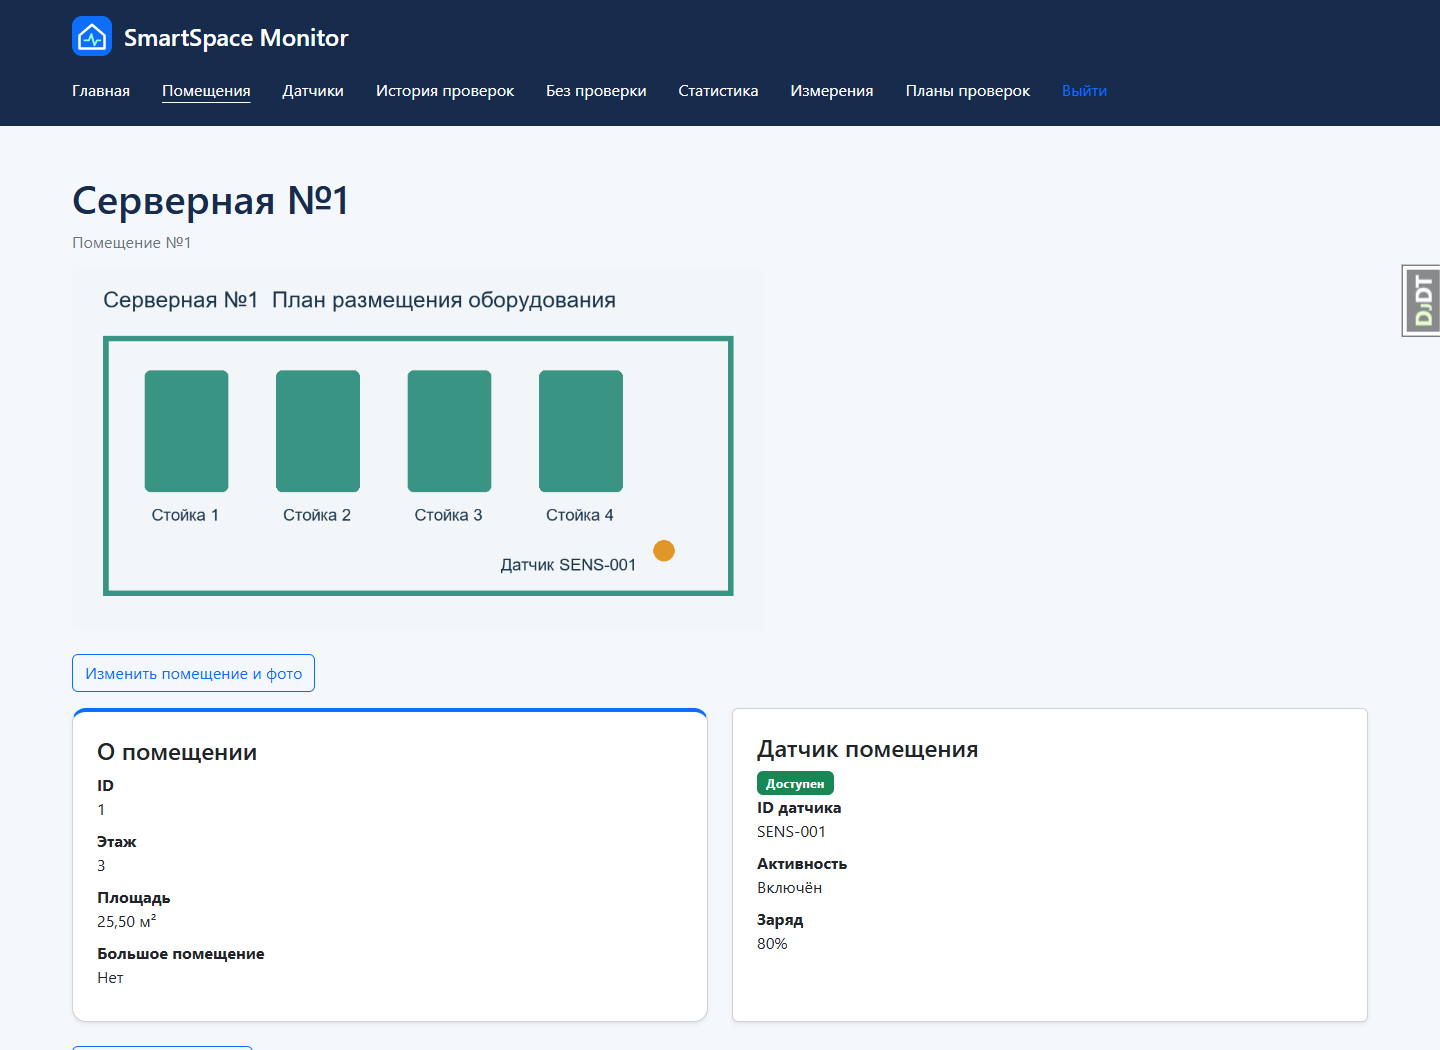 SmartSpace Monitor
Главная Помещения Датчики История проверок Без проверки Статистика Измерения Планы проверок Выйти
Серверная №1
Помещение №1
DjDT
Серверная №1 План размещения оборудования
Стойка 1 Стойка 2 Стойка 3 Стойка 4
Датчик SENS-001
Изменить помещение и фото
О помещении
ID
1
Этаж
3
Площадь
25,50 м²
Большое помещение
Нет
Датчик помещения
Доступен
ID датчика
SENS-001
Активность
Включён
Заряд
80%